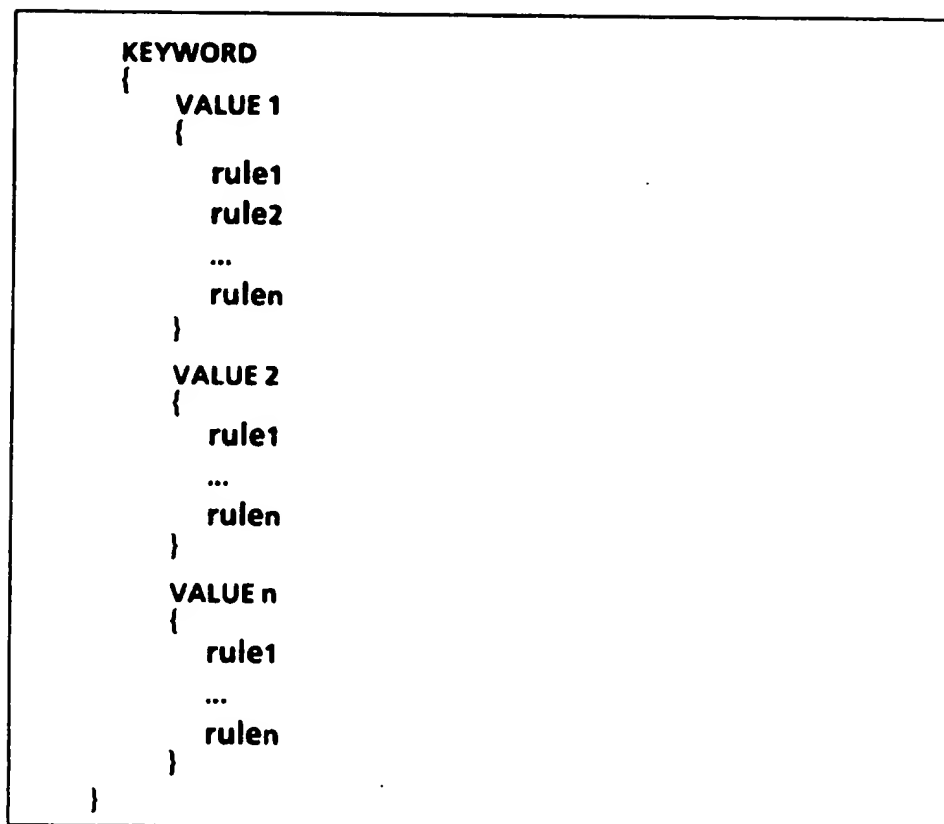 KEYWORD
{
VALUE 1
{
rule1
rule2
...
rulen
}
VALUE 2
{
rule1
...
rulen
}
VALUE n
{
rule1
...
rulen
}
}